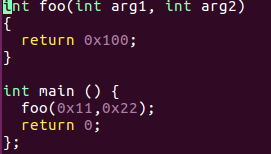 int foo(int arg1, int arg2)
{
  return 0x100;
}

int main () {
  foo(0x11,0x22);
  return 0;
};